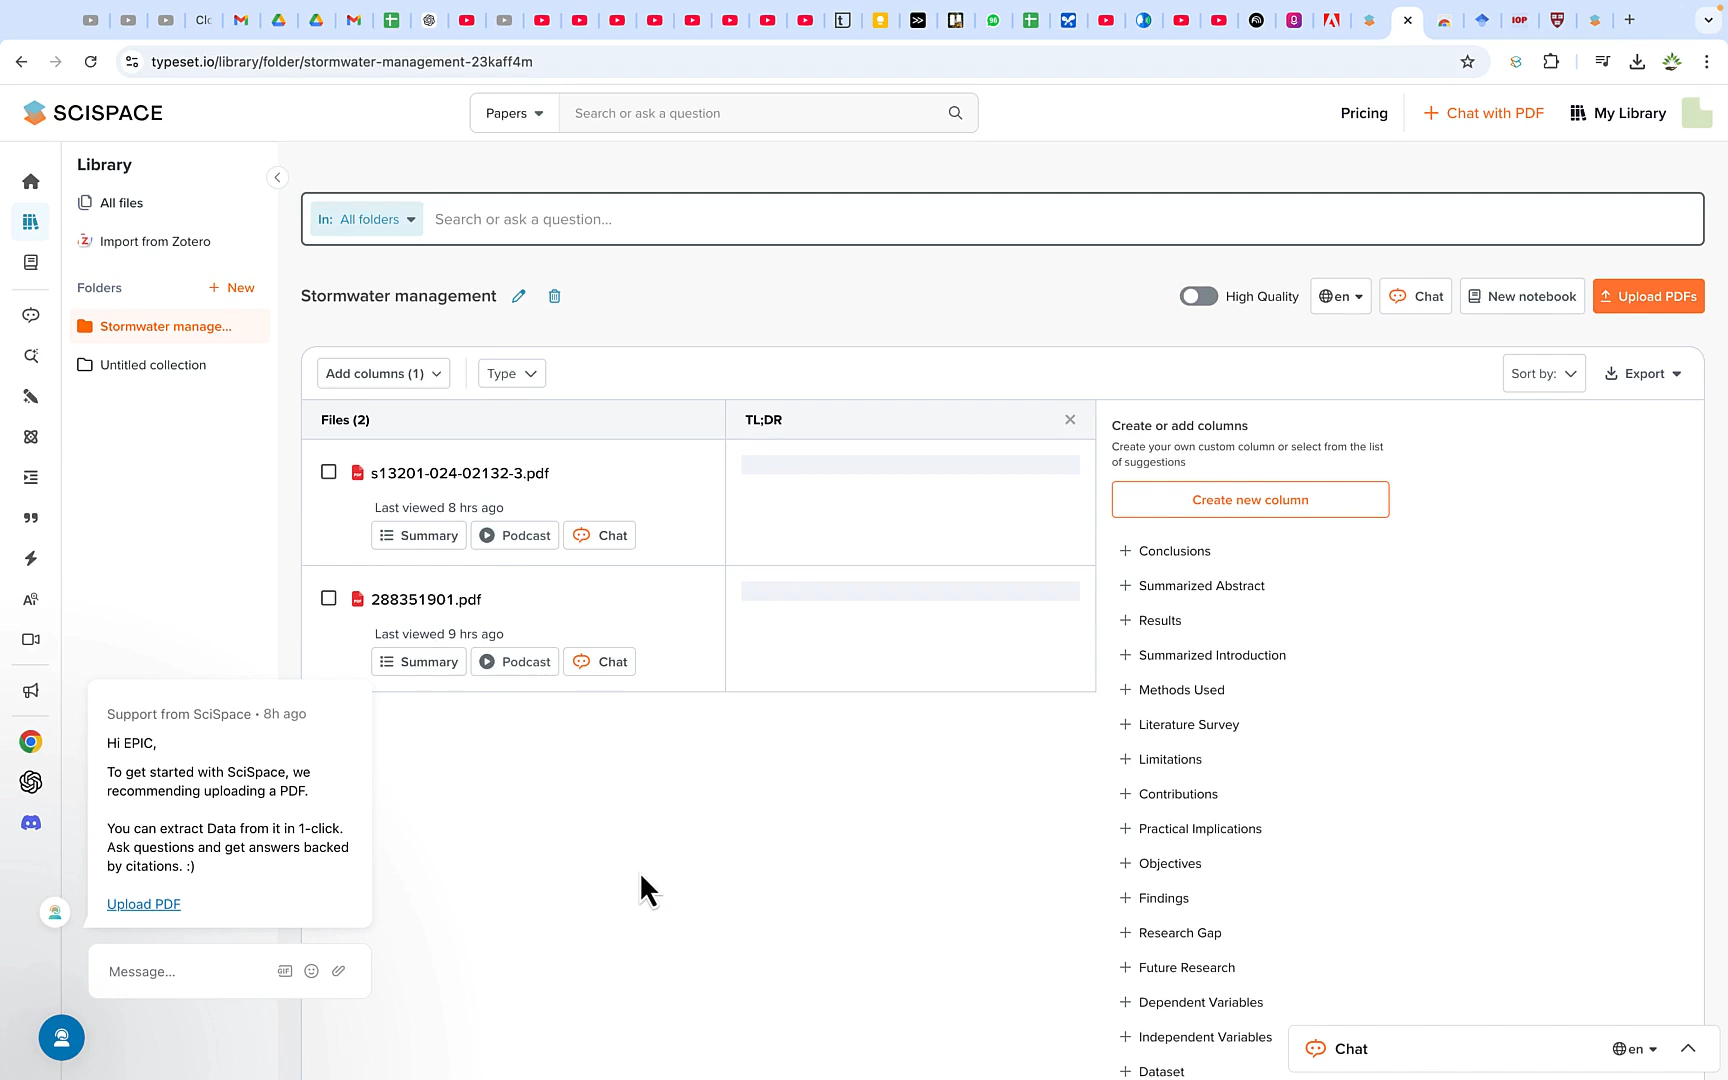 Clc
IOP
typeset.io/library/folder/stormwater-management-23kaff4m
SCISPACE
Papers
Search or ask a question
Pricing
Chat with PDF
My Library
Library
All files
Import from Zotero
Folders
+ New
Stormwater manage...
Untitled collection
In: All folders
Search or ask a question...
Stormwater management
High Quality
en
Chat
New notebook
Upload PDFs
Add columns (1)
Type
Sort by:
Export
Files (2)
TL;DR
s13201-024-02132-3.pdf
Last viewed 8 hrs ago
Summary
Podcast
Chat
288351901.pdf
Last viewed 9 hrs ago
Summary
Podcast
Chat
Create or add columns
Create your own custom column or select from the list
of suggestions
Create new column
+ Conclusions
+ Summarized Abstract
+ Results
+ Summarized Introduction
+ Methods Used
+ Literature Survey
+ Limitations
+ Contributions
+ Practical Implications
+ Objectives
+ Findings
+ Research Gap
+ Future Research
+ Dependent Variables
+ Independent Variables
+ Dataset
Support from SciSpace • 8h ago
Hi EPIC,
To get started with SciSpace, we
recommending uploading a PDF.
You can extract Data from it in 1-click.
Ask questions and get answers backed
by citations. :)
Upload PDF
Message...
GIF
Chat
en